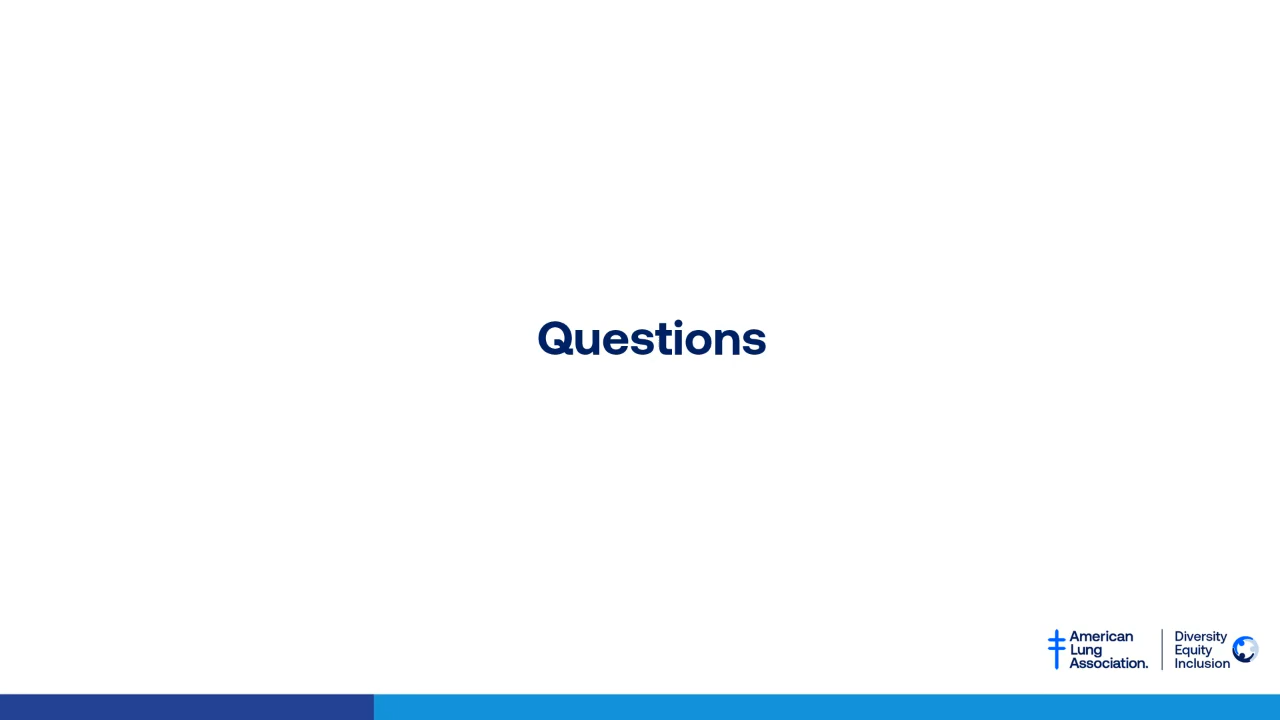 Questions
American
Lung
Association.
Diversity
Equity
Inclusion